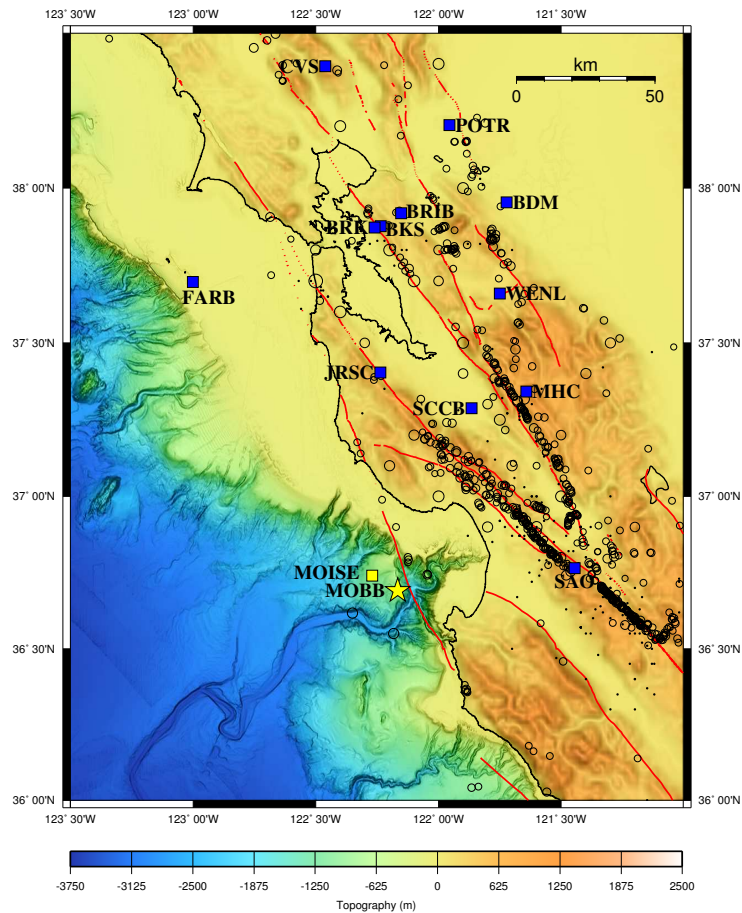 123˚ 30'W 123˚ 00'W 122˚ 30'W 122˚ 00'W 121˚ 30'W
CVS
km
0 50
POTR
38˚ 00'N 38˚ 00'N
BDM
BRIB
BRK BKS
FARB
WENL
37˚ 30'N 37˚ 30'N
JRSC
MHC
SCCB
37˚ 00'N 37˚ 00'N
MOISE
SAO
MOBB
36˚ 30'N 36˚ 30'N
36˚ 00'N 36˚ 00'N
123˚ 30'W 123˚ 00'W 122˚ 30'W 122˚ 00'W 121˚ 30'W
-3750 -3125 -2500 -1875 -1250 -625 0 625 1250 1875 2500
Topography (m)